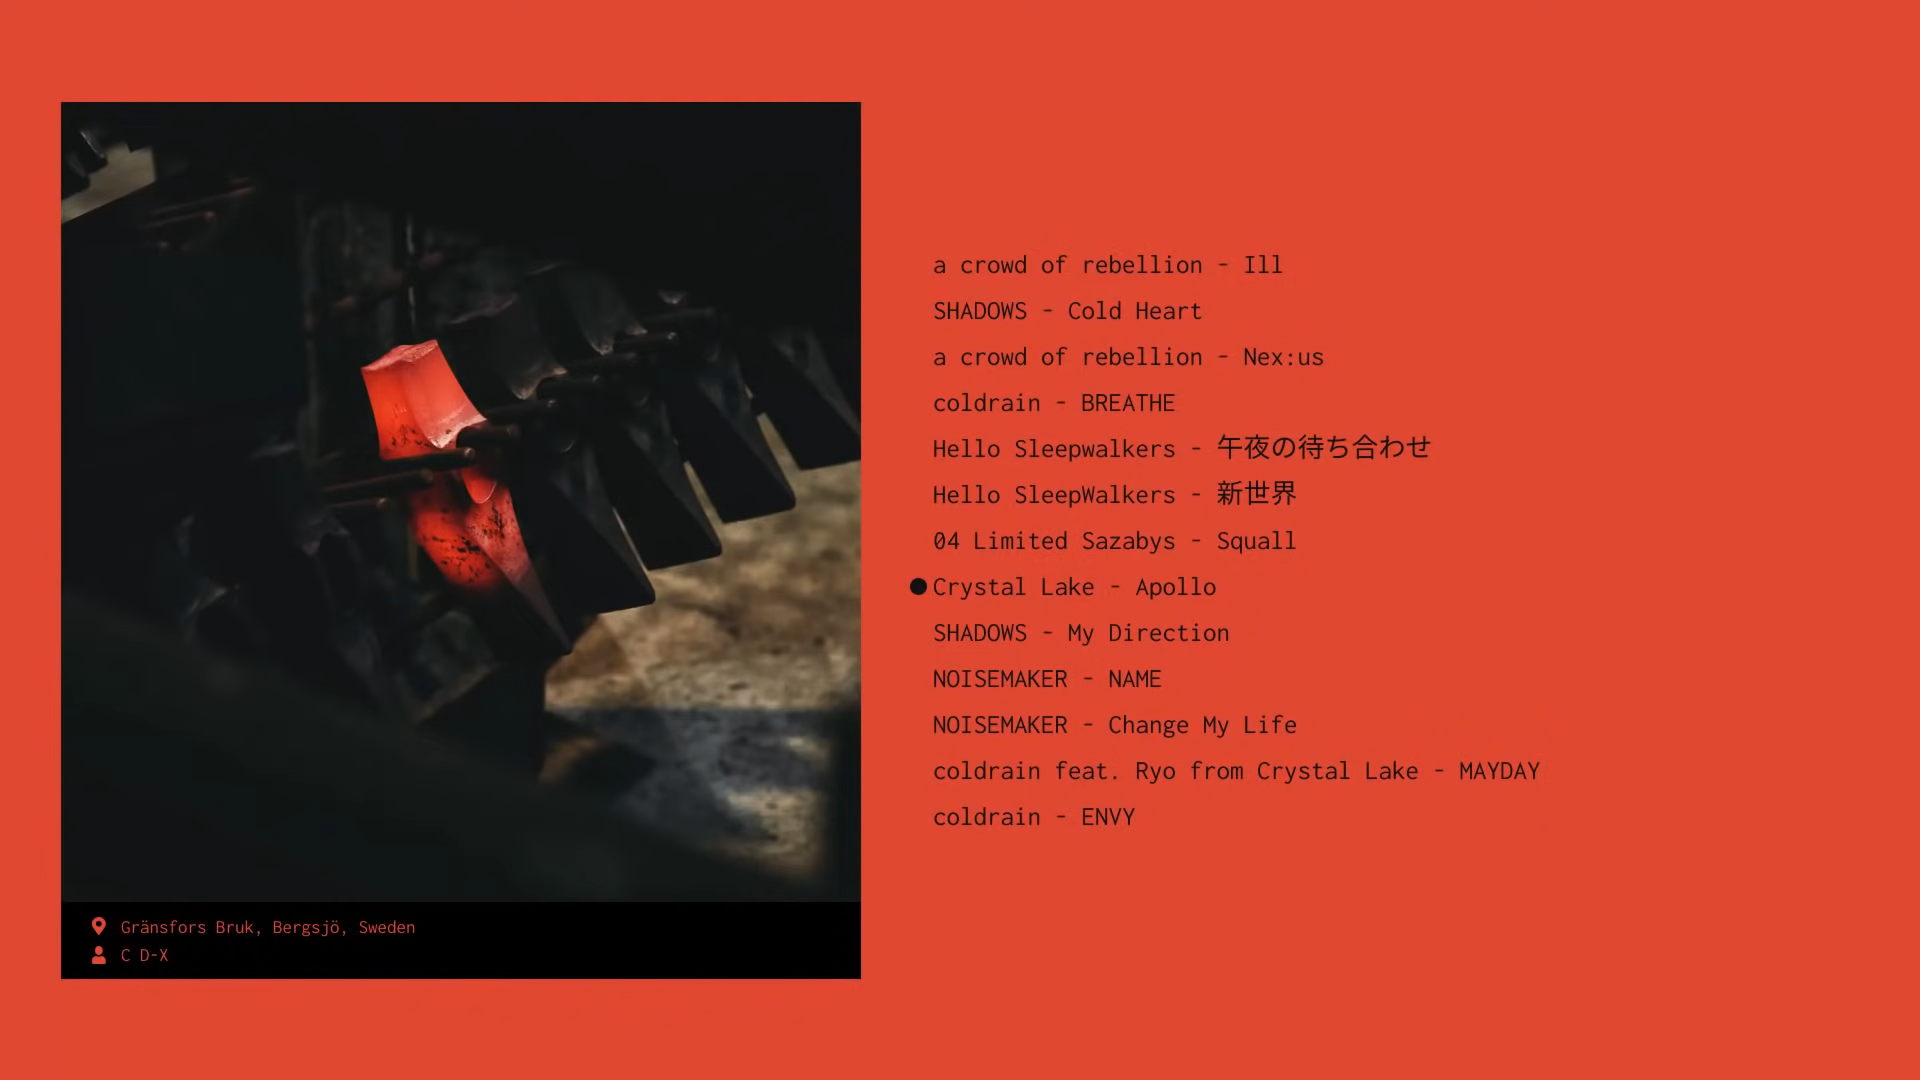 a crowd of rebellion - Ill
SHADOWS - Cold Heart
a crowd of rebellion - Nex:us
coldrain - BREATHE
Hello Sleepwalkers - 午夜の待ち合わせ
Hello SleepWalkers - 新世界
04 Limited Sazabys - Squall
Crystal Lake - Apollo
SHADOWS - My Direction
NOISEMAKER - NAME
NOISEMAKER - Change My Life
coldrain feat. Ryo from Crystal Lake - MAYDAY
coldrain - ENVY
Gränsfors Bruk, Bergsjö, Sweden
C D-X